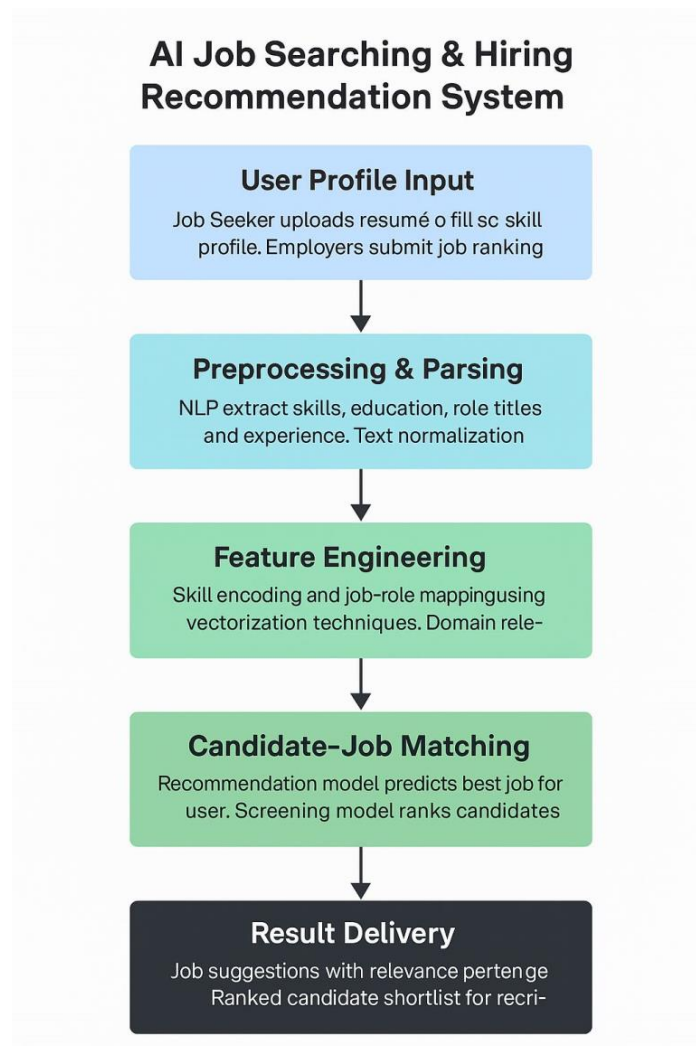 AI Job Searching & Hiring
Recommendation System
User Profile Input
Job Seeker uploads resumé o fill sc skill
profile. Employers submit job ranking
Preprocessing & Parsing
NLP extract skills, education, role titles
and experience. Text normalization
Feature Engineering
Skill encoding and job-role mappingusing
vectorization techniques. Domain rele-
Candidate-Job Matching
Recommendation model predicts best job for
user. Screening model ranks candidates
Result Delivery
Job suggestions with relevance pertenge
Ranked candidate shortlist for recri-